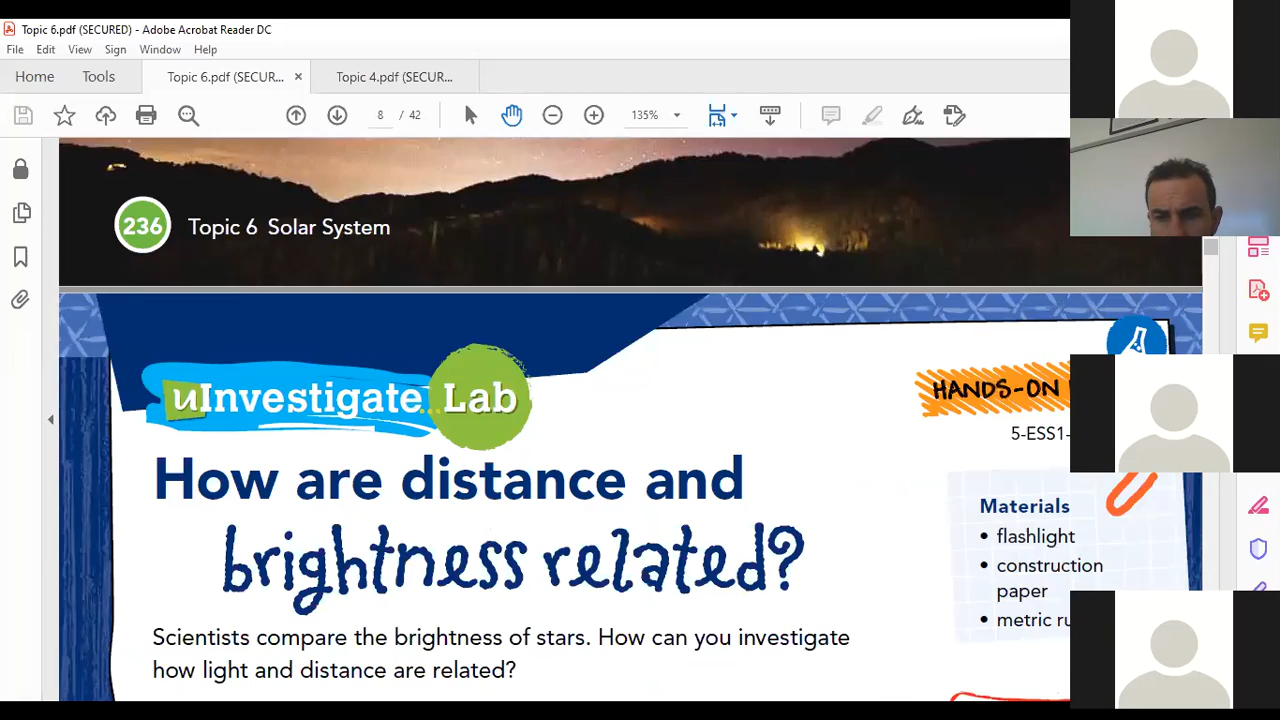 Topic 6.pdf (SECURED) - Adobe Acrobat Reader DC
File Edit View Sign Window Help
Home Tools Topic 6.pdf (SECUR... × Topic 4.pdf (SECUR...
8 / 42 135%
236 Topic 6 Solar System
uInvestigate Lab
HANDS-ON
5-ESS1-
How are distance and
brightness related?
Materials
• flashlight
• construction
paper
• metric ru
Scientists compare the brightness of stars. How can you investigate
how light and distance are related?